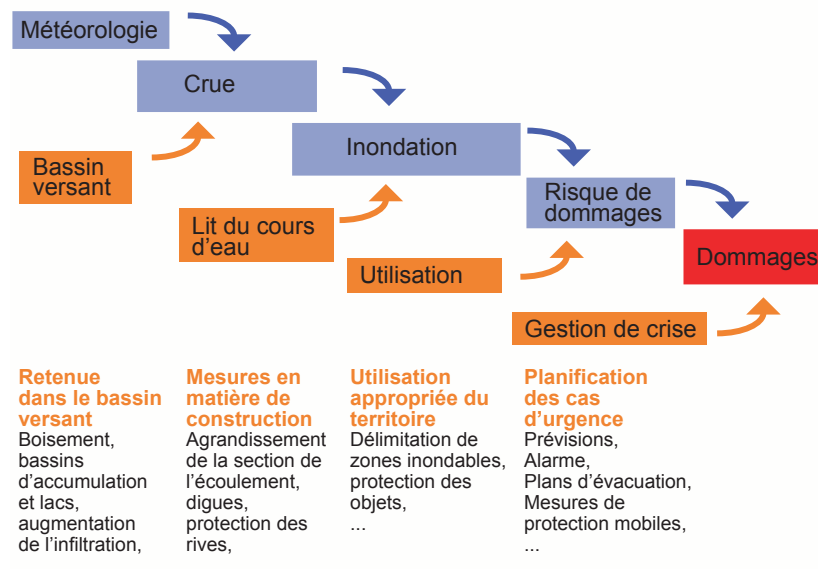 Météorologie
Crue
Inondation
Bassin
versant
Risque de
dommages
Lit du cours
d'eau
Dommages
Utilisation
Gestion de crise
Retenue
dans le bassin
versant
Boisement,
bassins
d'accumulation
et lacs,
augmentation
de l'infiltration,
Mesures en
matière de
construction
Agrandissement
de la section de
l'écoulement,
digues,
protection des
rives,
Utilisation
appropriée du
territoire
Délimitation de
zones inondables,
protection des
objets,
...
Planification
des cas
d'urgence
Prévisions,
Alarme,
Plans d'évacuation,
Mesures de
protection mobiles,
...